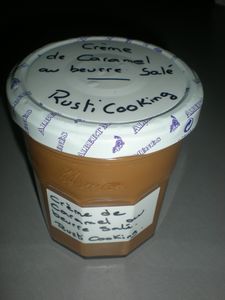 Crème
de Caramel
au beurre Salé
Rusti Cooking
Crème de
Caramel au
beurre Salé.
Rusti Cooking